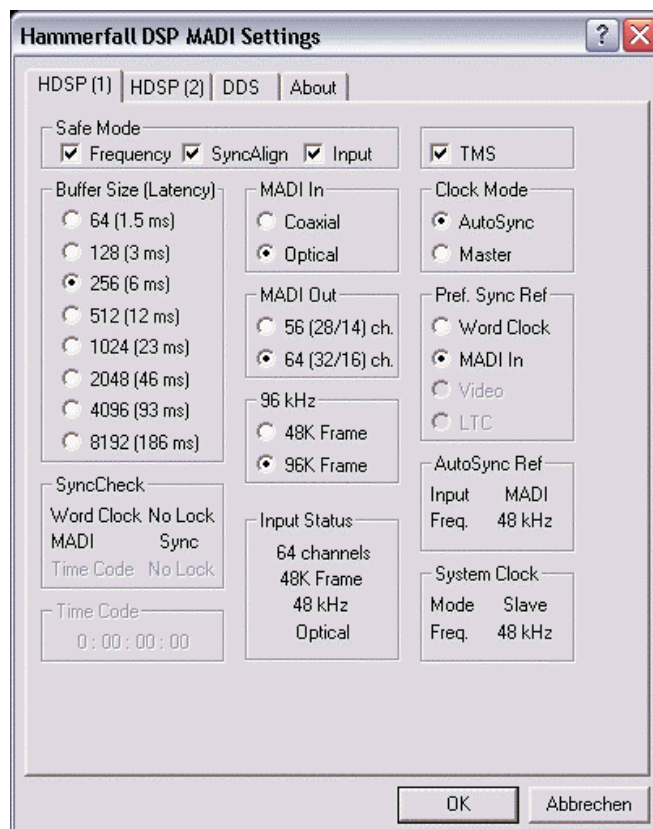 Hammerfall DSP MADI Settings
HDSP (1) HDSP (2) DDS About
Safe Mode
Frequency SyncAlign Input
TMS
Buffer Size (Latency)
64 (1.5 ms)
128 (3 ms)
256 (6 ms)
512 (12 ms)
1024 (23 ms)
2048 (46 ms)
4096 (93 ms)
8192 (186 ms)
SyncCheck
Word Clock No Lock
MADI Sync
Time Code No Lock
Time Code
0 : 00 : 00 : 00
MADI In
Coaxial
Optical
MADI Out
56 (28/14) ch.
64 (32/16) ch.
96 kHz
48K Frame
96K Frame
Input Status
64 channels
48K Frame
48 kHz
Optical
Clock Mode
AutoSync
Master
Pref. Sync Ref
Word Clock
MADI In
Video
LTC
AutoSync Ref
Input MADI
Freq. 48 kHz
System Clock
Mode Slave
Freq. 48 kHz
OK Abbrechen